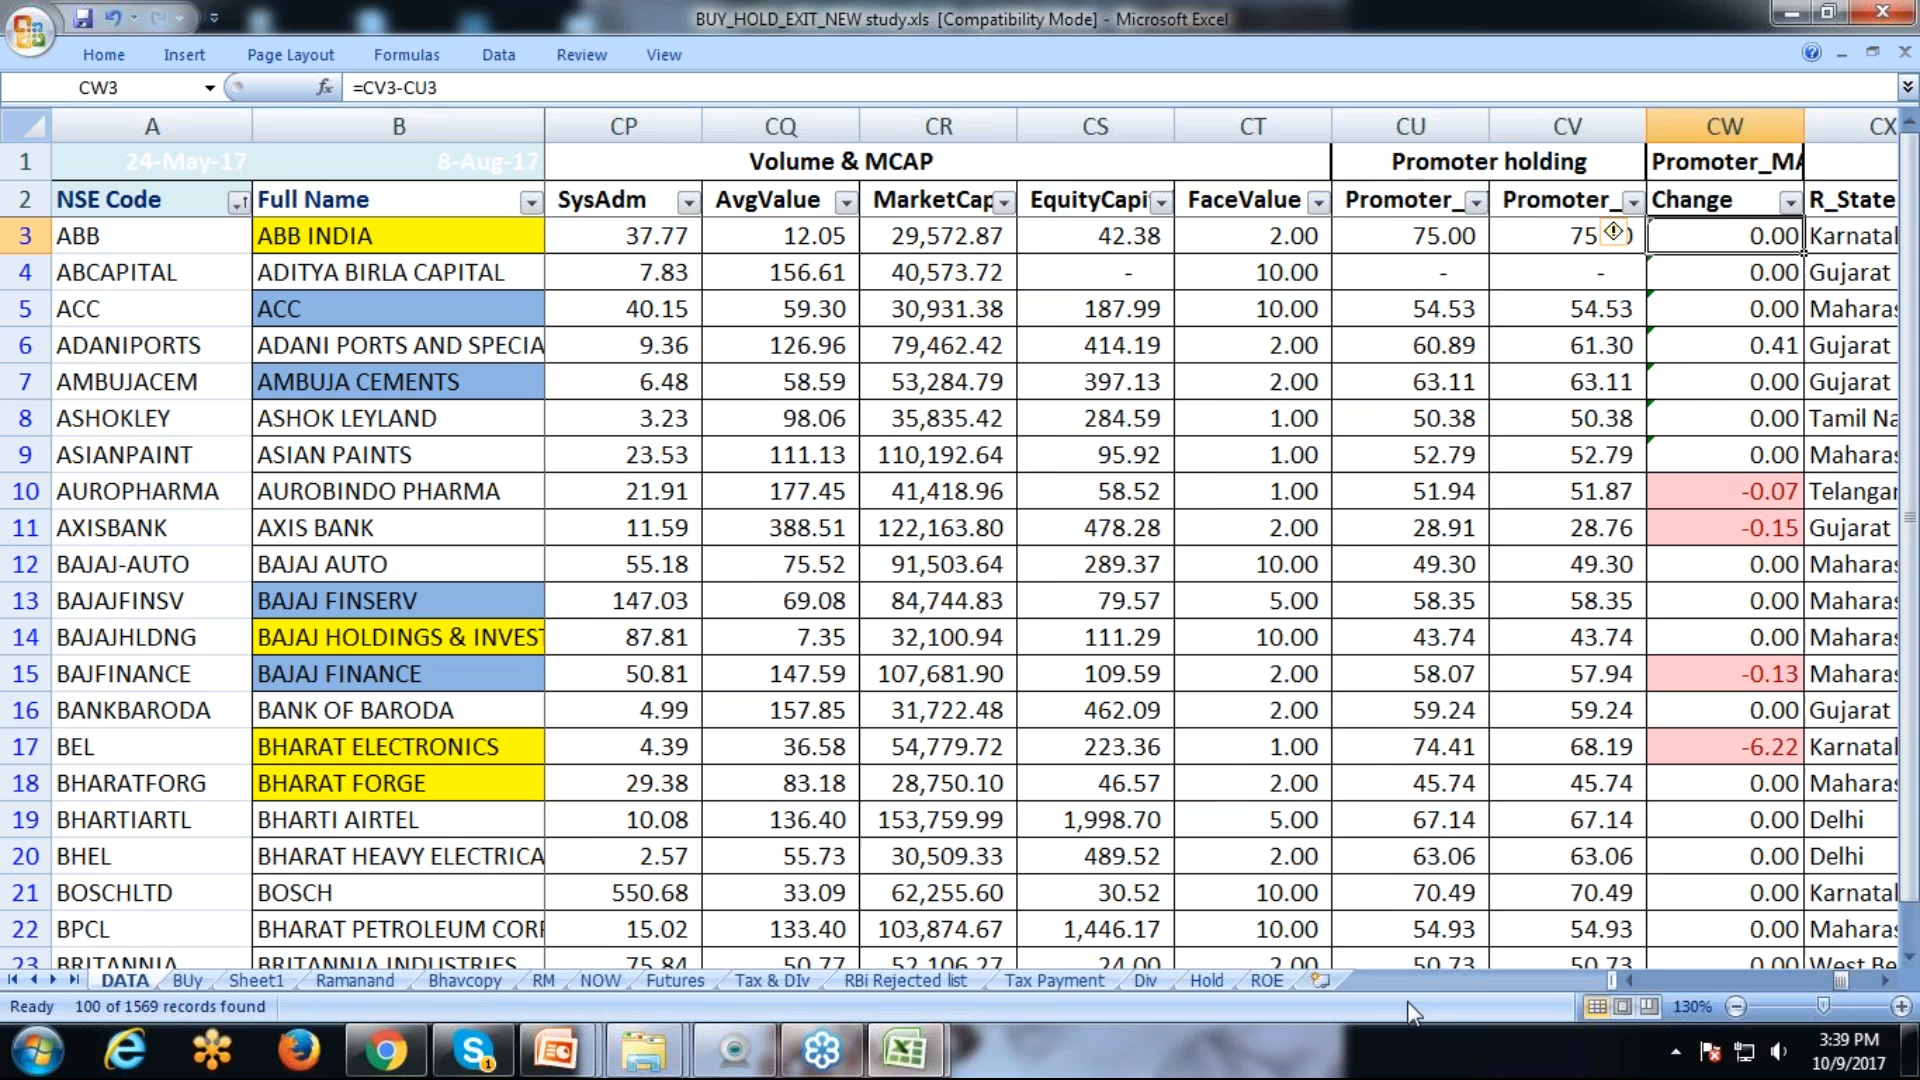 BUY_HOLD_EXIT_NEW study.xls [Compatibility Mode] - Microsoft Excel
Home Insert Page Layout Formulas Data Review View
CW3 fx =CV3-CU3
A B CP CQ CR CS CT CU CV CW CX
1 24-May-17 8-Aug-17 Volume & MCAP Promoter holding Promoter_MA
2 NSE Code Full Name SysAdm AvgValue MarketCap EquityCapi FaceValue Promoter_ Promoter_ Change R_State
3 ABB ABB INDIA 37.77 12.05 29,572.87 42.38 2.00 75.00 75 0.00 Karnatal
4 ABCAPITAL ADITYA BIRLA CAPITAL 7.83 156.61 40,573.72 - 10.00 - - 0.00 Gujarat
5 ACC ACC 40.15 59.30 30,931.38 187.99 10.00 54.53 54.53 0.00 Maharas
6 ADANIPORTS ADANI PORTS AND SPECIA 9.36 126.96 79,462.42 414.19 2.00 60.89 61.30 0.41 Gujarat
7 AMBUJACEM AMBUJA CEMENTS 6.48 58.59 53,284.79 397.13 2.00 63.11 63.11 0.00 Gujarat
8 ASHOKLEY ASHOK LEYLAND 3.23 98.06 35,835.42 284.59 1.00 50.38 50.38 0.00 Tamil Na
9 ASIANPAINT ASIAN PAINTS 23.53 111.13 110,192.64 95.92 1.00 52.79 52.79 0.00 Maharas
10 AUROPHARMA AUROBINDO PHARMA 21.91 177.45 41,418.96 58.52 1.00 51.94 51.87 -0.07 Telangar
11 AXISBANK AXIS BANK 11.59 388.51 122,163.80 478.28 2.00 28.91 28.76 -0.15 Gujarat
12 BAJAJ-AUTO BAJAJ AUTO 55.18 75.52 91,503.64 289.37 10.00 49.30 49.30 0.00 Maharas
13 BAJAJFINSV BAJAJ FINSERV 147.03 69.08 84,744.83 79.57 5.00 58.35 58.35 0.00 Maharas
14 BAJAJHLDNG BAJAJ HOLDINGS & INVEST 87.81 7.35 32,100.94 111.29 10.00 43.74 43.74 0.00 Maharas
15 BAJFINANCE BAJAJ FINANCE 50.81 147.59 107,681.90 109.59 2.00 58.07 57.94 -0.13 Maharas
16 BANKBARODA BANK OF BARODA 4.99 157.85 31,722.48 462.09 2.00 59.24 59.24 0.00 Gujarat
17 BEL BHARAT ELECTRONICS 4.39 36.58 54,779.72 223.36 1.00 74.41 68.19 -6.22 Karnatal
18 BHARATFORG BHARAT FORGE 29.38 83.18 28,750.10 46.57 2.00 45.74 45.74 0.00 Maharas
19 BHARTIARTL BHARTI AIRTEL 10.08 136.40 153,759.99 1,998.70 5.00 67.14 67.14 0.00 Delhi
20 BHEL BHARAT HEAVY ELECTRICA 2.57 55.73 30,509.33 489.52 2.00 63.06 63.06 0.00 Delhi
21 BOSCHLTD BOSCH 550.68 33.09 62,255.60 30.52 10.00 70.49 70.49 0.00 Karnatal
22 BPCL BHARAT PETROLEUM CORP 15.02 133.40 103,874.67 1,446.17 10.00 54.93 54.93 0.00 Maharas
23 BRITANNIA BRITANNIA INDUSTRIES 75.84 50.77 52,106.27 24.00 2.00 50.73 50.73 0.00 West Be
DATA BUy Sheet1 Ramanand Bhavcopy RM NOW Futures Tax & DIv RBi Rejected list Tax Payment Div Hold ROE
Ready 100 of 1569 records found 130%
3:39 PM
10/9/2017